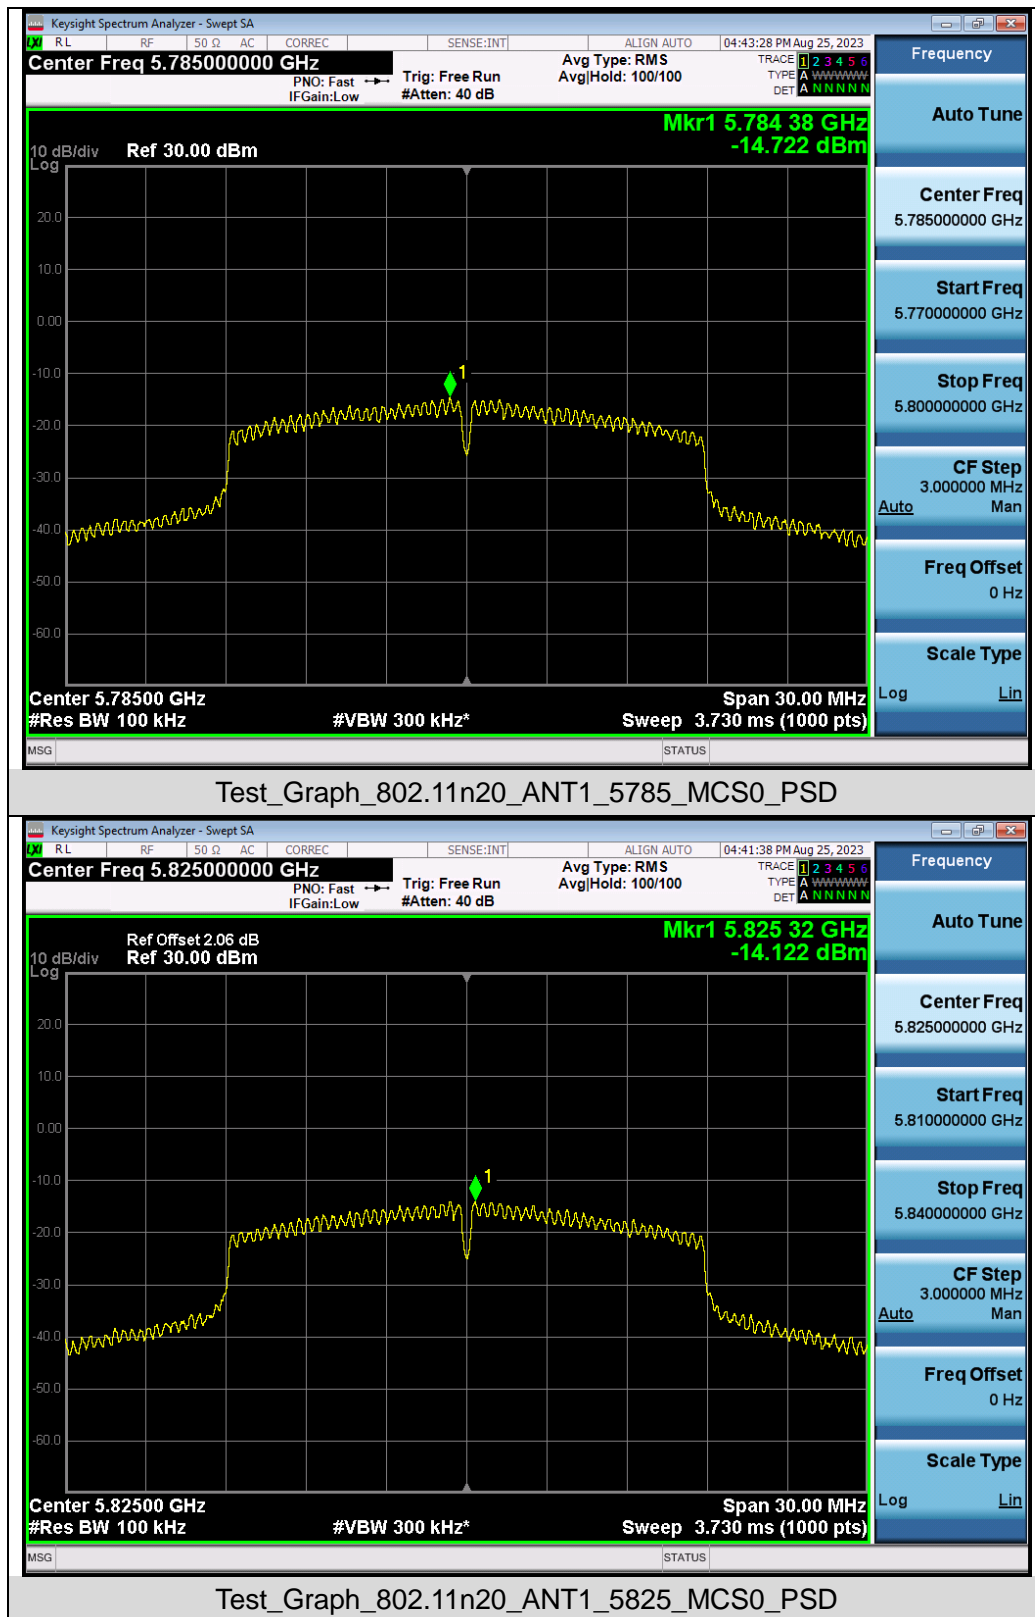 Keysight Spectrum Analyzer - Swept SA
LXI RL RF 50 Ω AC CORREC SENSE:INT ALIGN AUTO 04:43:28 PM Aug 25, 2023
Center Freq 5.785000000 GHz Avg Type: RMS TRACE 1 2 3 4 5 6
PNO: Fast Trig: Free Run Avg|Hold: 100/100 TYPE A WWWWW
IFGain:Low #Atten: 40 dB DET A N N N N N
Mkr1 5.784 38 GHz
-14.722 dBm
10 dB/div Ref 30.00 dBm
Log
20.0
10.0
0.00
-10.0
1
-20.0
-30.0
-40.0
-50.0
-60.0
Center 5.78500 GHz Span 30.00 MHz
#Res BW 100 kHz #VBW 300 kHz* Sweep 3.730 ms (1000 pts)
MSG STATUS
Frequency
Auto Tune
Center Freq
5.785000000 GHz
Start Freq
5.770000000 GHz
Stop Freq
5.800000000 GHz
CF Step
3.000000 MHz
Auto Man
Freq Offset
0 Hz
Scale Type
Log Lin
Test_Graph_802.11n20_ANT1_5785_MCS0_PSD
Keysight Spectrum Analyzer - Swept SA
LXI RL RF 50 Ω AC CORREC SENSE:INT ALIGN AUTO 04:41:38 PM Aug 25, 2023
Center Freq 5.825000000 GHz Avg Type: RMS TRACE 1 2 3 4 5 6
PNO: Fast Trig: Free Run Avg|Hold: 100/100 TYPE A WWWWW
IFGain:Low #Atten: 40 dB DET A N N N N N
Mkr1 5.825 32 GHz
-14.122 dBm
Ref Offset 2.06 dB
10 dB/div Ref 30.00 dBm
Log
20.0
10.0
0.00
-10.0
1
-20.0
-30.0
-40.0
-50.0
-60.0
Center 5.82500 GHz Span 30.00 MHz
#Res BW 100 kHz #VBW 300 kHz* Sweep 3.730 ms (1000 pts)
MSG STATUS
Frequency
Auto Tune
Center Freq
5.825000000 GHz
Start Freq
5.810000000 GHz
Stop Freq
5.840000000 GHz
CF Step
3.000000 MHz
Auto Man
Freq Offset
0 Hz
Scale Type
Log Lin
Test_Graph_802.11n20_ANT1_5825_MCS0_PSD